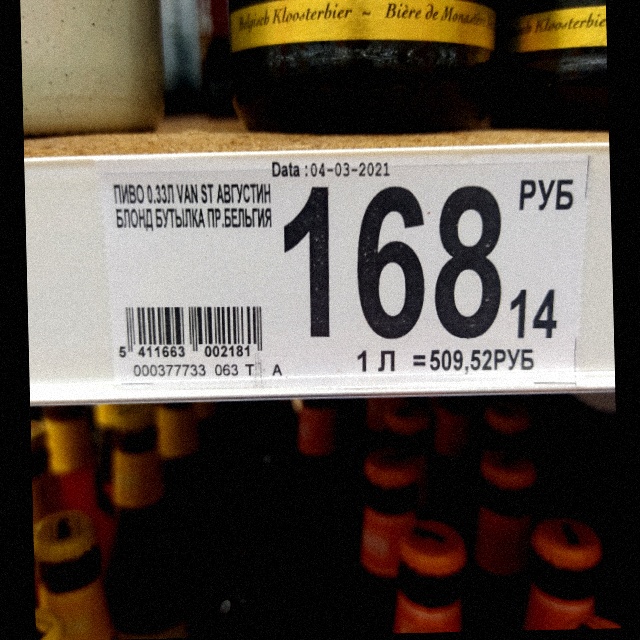 Belgisch Kloosterbier ~ Bière de
Kloosterbier
Data :04-03-2021
ПИВО 0.33Л VAN ST АВГУСТИН
БЛОНД БУТЫЛКА ПР.БЕЛЬГИЯ
168 14 РУБ
5 411663 002181
000377733 063 Т А
1 Л =509,52РУБ